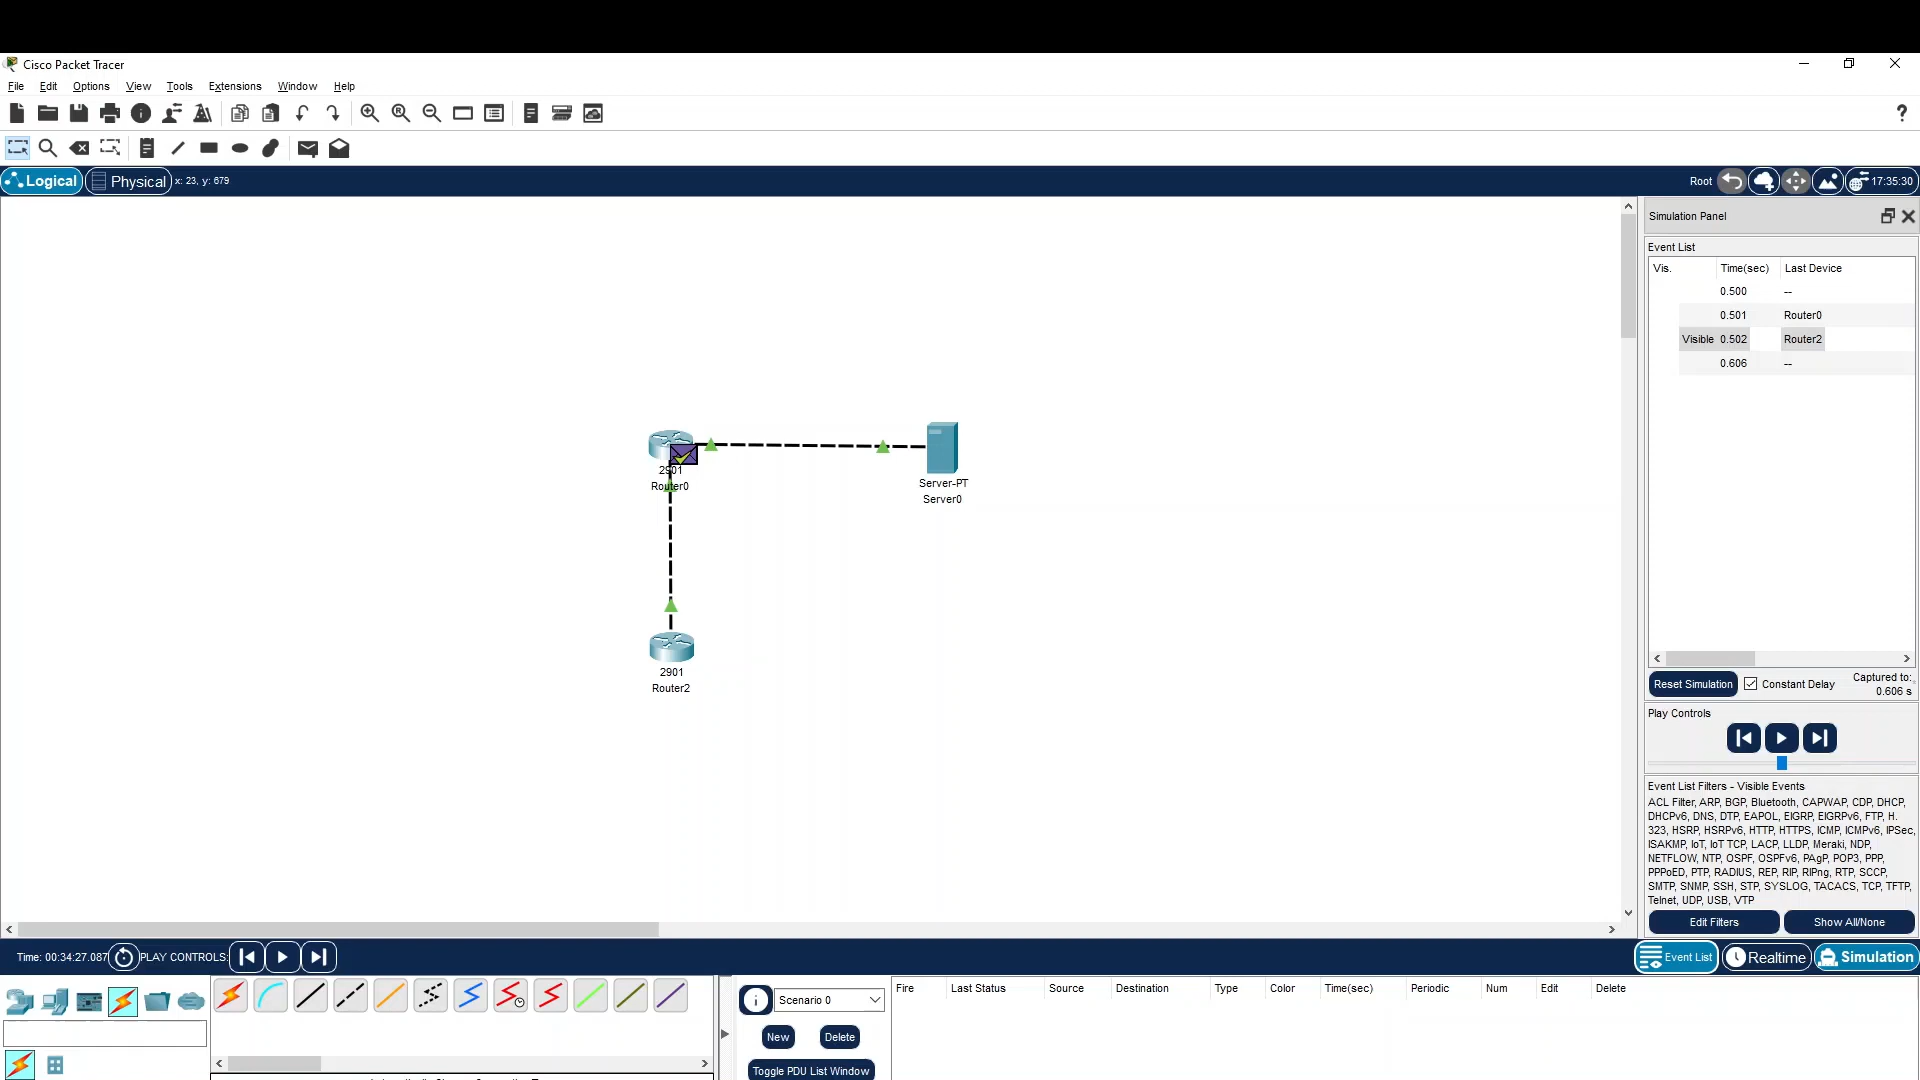 Cisco Packet Tracer
File Edit Options View Tools Extensions Window Help
Logical Physical x: 23, y: 679
Root 17:35:30
Simulation Panel
Event List
Vis. Time(sec) Last Device
0.500 --
0.501 Router0
Visible 0.502 Router2
0.606 --
2901
Router0
Server-PT
Server0
2901
Router2
Reset Simulation Constant Delay Captured to:
0.606 s
Play Controls
Event List Filters - Visible Events
ACL Filter, ARP, BGP, Bluetooth, CAPWAP, CDP, DHCP,
DHCPv6, DNS, DTP, EAPOL, EIGRP, EIGRPv6, FTP, H.
323, HSRP, HSRPv6, HTTP, HTTPS, ICMP, ICMPv6, IPSec,
ISAKMP, IoT, IoT TCP, LACP, LLDP, Meraki, NDP,
NETFLOW, NTP, OSPF, OSPFv6, PAgP, POP3, PPP,
PPPoED, PTP, RADIUS, REP, RIP, RIPng, RTP, SCCP,
SMTP, SNMP, SSH, STP, SYSLOG, TACACS, TCP, TFTP,
Telnet, UDP, USB, VTP
Edit Filters Show All/None
Time: 00:34:27.087 PLAY CONTROLS:
Event List Realtime Simulation
Scenario 0
New Delete
Toggle PDU List Window
Fire Last Status Source Destination Type Color Time(sec) Periodic Num Edit Delete